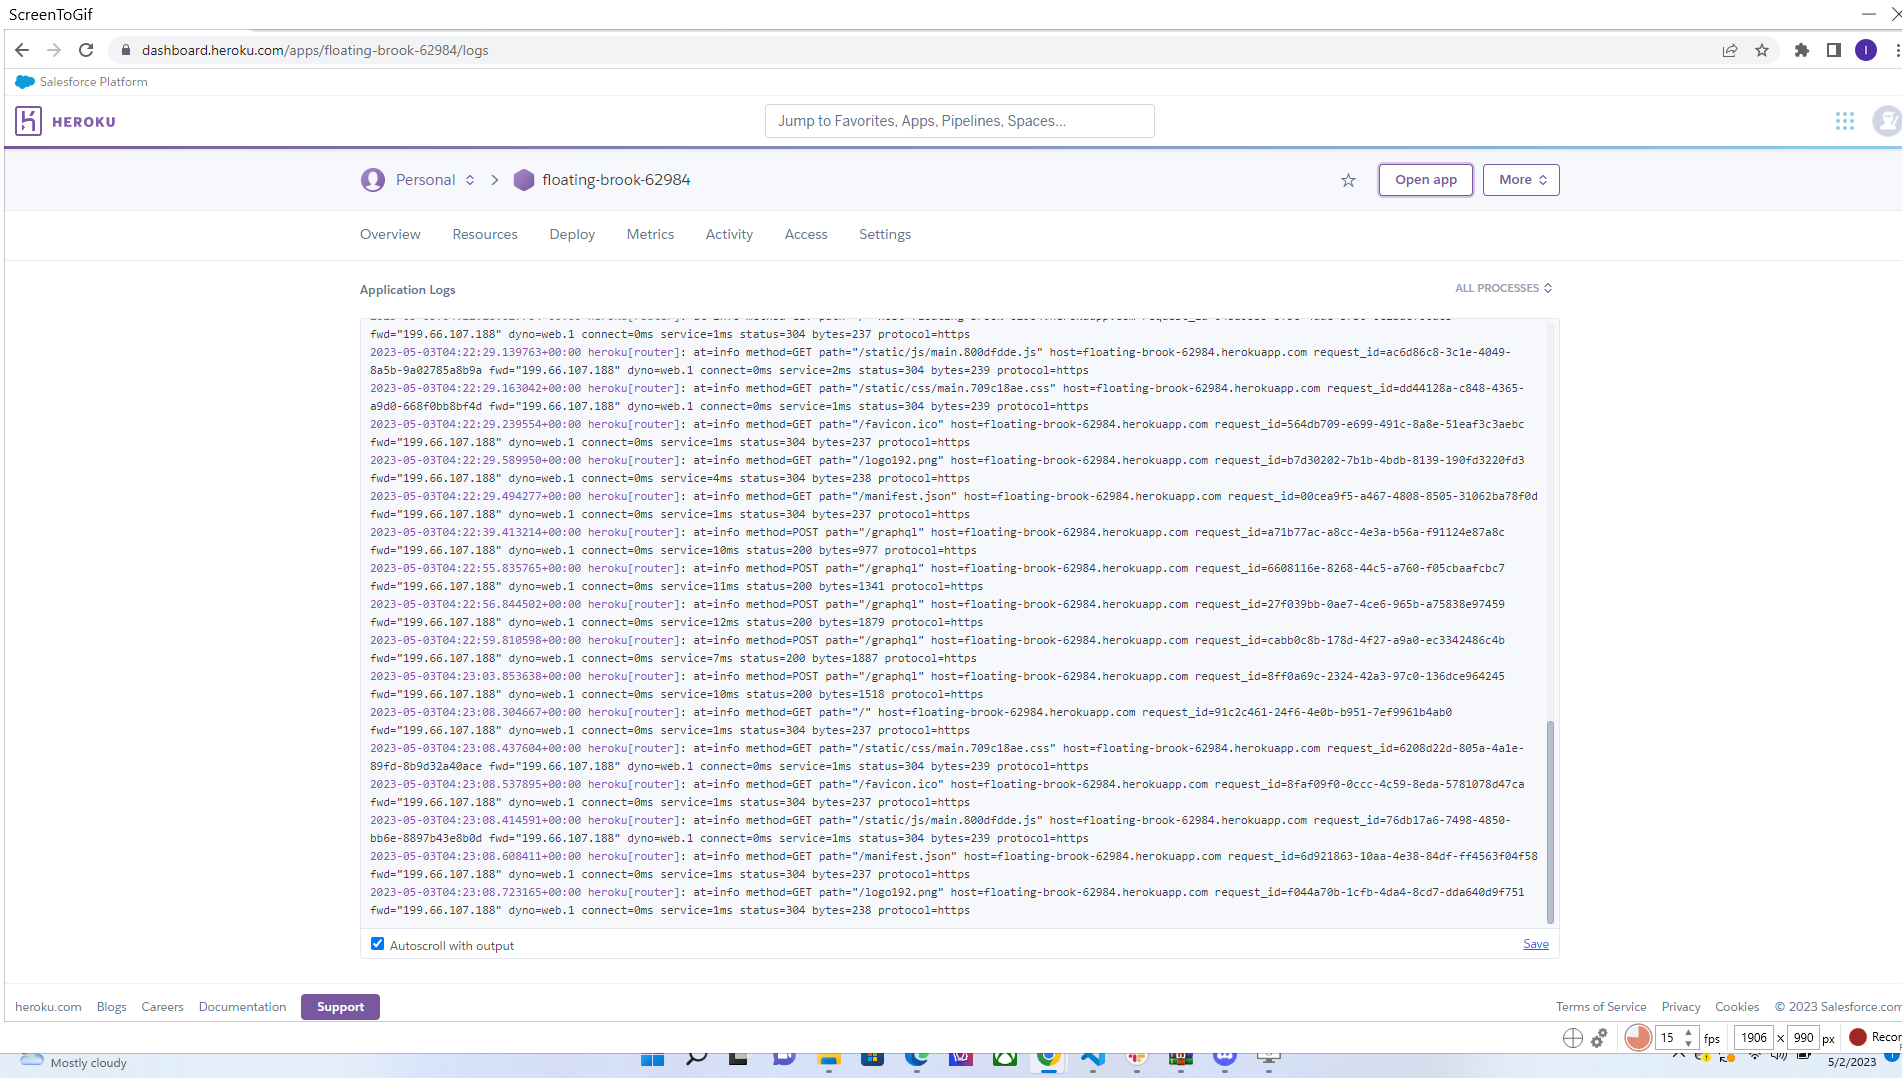 ScreenToGif
dashboard.heroku.com/apps/floating-brook-62984/logs
Salesforce Platform
HEROKU
Jump to Favorites, Apps, Pipelines, Spaces...
Personal
floating-brook-62984
Open app
More
Overview Resources Deploy Metrics Activity Access Settings
Application Logs
ALL PROCESSES
fwd="199.66.107.188" dyno=web.1 connect=0ms service=1ms status=304 bytes=237 protocol=https
2023-05-03T04:22:29.139763+00:00 heroku[router]: at=info method=GET path="/static/js/main.800dfdde.js" host=floating-brook-62984.herokuapp.com request_id=ac6d86c8-3c1e-4049-
8a5b-9a02785a8b9a fwd="199.66.107.188" dyno=web.1 connect=0ms service=2ms status=304 bytes=239 protocol=https
2023-05-03T04:22:29.163042+00:00 heroku[router]: at=info method=GET path="/static/css/main.709c18ae.css" host=floating-brook-62984.herokuapp.com request_id=dd44128a-c848-4365-
a9d0-668f0bb8bf4d fwd="199.66.107.188" dyno=web.1 connect=0ms service=1ms status=304 bytes=239 protocol=https
2023-05-03T04:22:29.239554+00:00 heroku[router]: at=info method=GET path="/favicon.ico" host=floating-brook-62984.herokuapp.com request_id=564db709-e699-491c-8a8e-51eaf3c3aebc
fwd="199.66.107.188" dyno=web.1 connect=0ms service=1ms status=304 bytes=237 protocol=https
2023-05-03T04:22:29.589950+00:00 heroku[router]: at=info method=GET path="/logo192.png" host=floating-brook-62984.herokuapp.com request_id=b7d30202-7b1b-4bdb-8139-190fd3220fd3
fwd="199.66.107.188" dyno=web.1 connect=0ms service=4ms status=304 bytes=238 protocol=https
2023-05-03T04:22:29.494277+00:00 heroku[router]: at=info method=GET path="/manifest.json" host=floating-brook-62984.herokuapp.com request_id=00cea9f5-a467-4808-8505-31062ba78f0d
fwd="199.66.107.188" dyno=web.1 connect=0ms service=1ms status=304 bytes=237 protocol=https
2023-05-03T04:22:39.413214+00:00 heroku[router]: at=info method=POST path="/graphql" host=floating-brook-62984.herokuapp.com request_id=a71b77ac-a8cc-4e3a-b56a-f91124e87a8c
fwd="199.66.107.188" dyno=web.1 connect=0ms service=10ms status=200 bytes=977 protocol=https
2023-05-03T04:22:55.835765+00:00 heroku[router]: at=info method=POST path="/graphql" host=floating-brook-62984.herokuapp.com request_id=6608116e-8268-44c5-a760-f05cbaafcbc7
fwd="199.66.107.188" dyno=web.1 connect=0ms service=11ms status=200 bytes=1341 protocol=https
2023-05-03T04:22:56.844502+00:00 heroku[router]: at=info method=POST path="/graphql" host=floating-brook-62984.herokuapp.com request_id=27f039bb-0ae7-4ce6-965b-a75838e97459
fwd="199.66.107.188" dyno=web.1 connect=0ms service=12ms status=200 bytes=1879 protocol=https
2023-05-03T04:22:59.810598+00:00 heroku[router]: at=info method=POST path="/graphql" host=floating-brook-62984.herokuapp.com request_id=cabb0c8b-178d-4f27-a9a0-ec3342486c4b
fwd="199.66.107.188" dyno=web.1 connect=0ms service=7ms status=200 bytes=1887 protocol=https
2023-05-03T04:23:03.853638+00:00 heroku[router]: at=info method=POST path="/graphql" host=floating-brook-62984.herokuapp.com request_id=8ff0a69c-2324-42a3-97c0-136dce964245
fwd="199.66.107.188" dyno=web.1 connect=0ms service=10ms status=200 bytes=1518 protocol=https
2023-05-03T04:23:08.304667+00:00 heroku[router]: at=info method=GET path="/" host=floating-brook-62984.herokuapp.com request_id=91c2c461-24f6-4e0b-b951-7ef9961b4ab0
fwd="199.66.107.188" dyno=web.1 connect=0ms service=1ms status=304 bytes=237 protocol=https
2023-05-03T04:23:08.437604+00:00 heroku[router]: at=info method=GET path="/static/css/main.709c18ae.css" host=floating-brook-62984.herokuapp.com request_id=6208d22d-805a-4a1e-
89fd-8b9d32a40ace fwd="199.66.107.188" dyno=web.1 connect=0ms service=1ms status=304 bytes=239 protocol=https
2023-05-03T04:23:08.537895+00:00 heroku[router]: at=info method=GET path="/favicon.ico" host=floating-brook-62984.herokuapp.com request_id=8faf09f0-0ccc-4c59-8eda-5781078d47ca
fwd="199.66.107.188" dyno=web.1 connect=0ms service=1ms status=304 bytes=237 protocol=https
2023-05-03T04:23:08.414591+00:00 heroku[router]: at=info method=GET path="/static/js/main.800dfdde.js" host=floating-brook-62984.herokuapp.com request_id=76db17a6-7498-4850-
bb6e-8897b43e8b0d fwd="199.66.107.188" dyno=web.1 connect=0ms service=1ms status=304 bytes=239 protocol=https
2023-05-03T04:23:08.608411+00:00 heroku[router]: at=info method=GET path="/manifest.json" host=floating-brook-62984.herokuapp.com request_id=6d921863-10aa-4e38-84df-ff4563f04f58
fwd="199.66.107.188" dyno=web.1 connect=0ms service=1ms status=304 bytes=237 protocol=https
2023-05-03T04:23:08.723165+00:00 heroku[router]: at=info method=GET path="/logo192.png" host=floating-brook-62984.herokuapp.com request_id=f044a70b-1cfb-4da4-8cd7-dda640d9f751
fwd="199.66.107.188" dyno=web.1 connect=0ms service=1ms status=304 bytes=238 protocol=https
Autoscroll with output
Save
heroku.com Blogs Careers Documentation Support
Terms of Service Privacy Cookies © 2023 Salesforce.com
15 fps 1906 x 990 px Recor
Mostly cloudy
5/2/2023